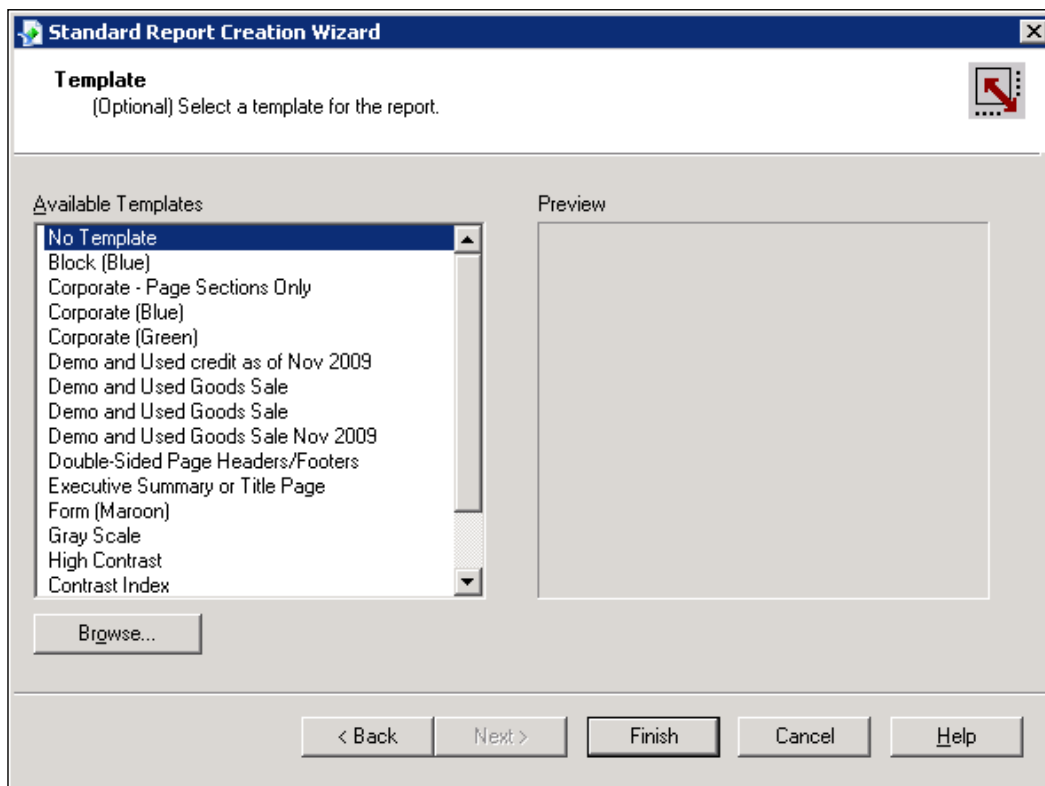 Standard Report Creation Wizard
Template
(Optional) Select a template for the report.
Available Templates
Preview
No Template
Block (Blue)
Corporate - Page Sections Only
Corporate (Blue)
Corporate (Green)
Demo and Used credit as of Nov 2009
Demo and Used Goods Sale
Demo and Used Goods Sale
Demo and Used Goods Sale Nov 2009
Double-Sided Page Headers/Footers
Executive Summary or Title Page
Form (Maroon)
Gray Scale
High Contrast
Contrast Index
Browse...
< Back
Next >
Finish
Cancel
Help